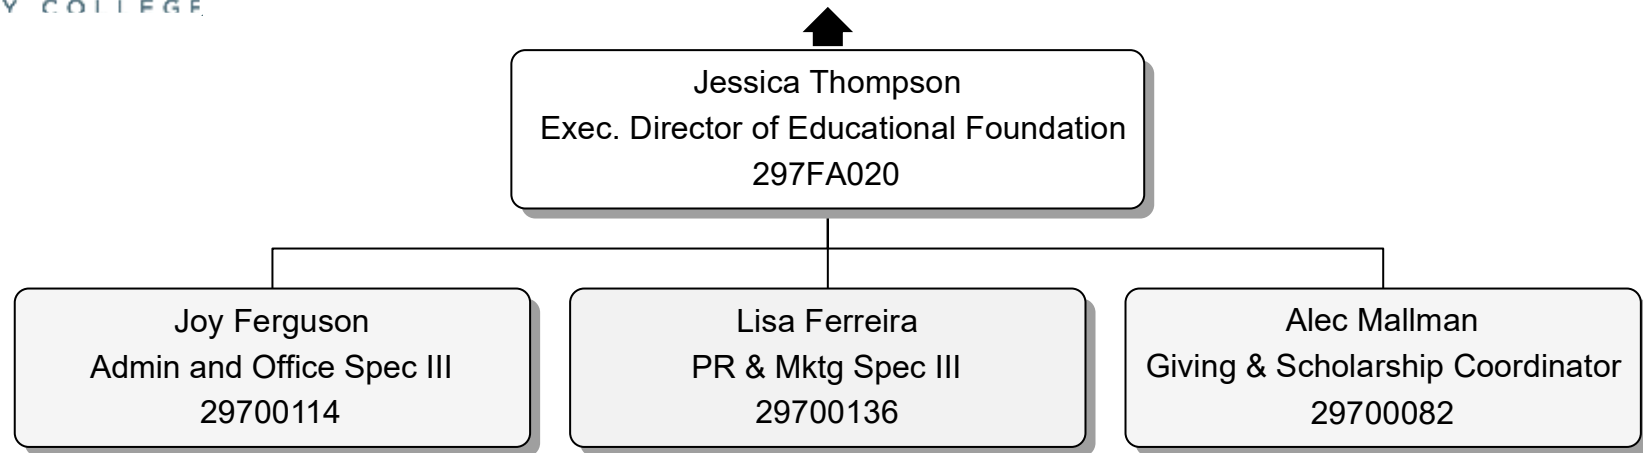 Y COLLEGE
Jessica Thompson
Exec. Director of Educational Foundation
297FA020
Joy Ferguson
Admin and Office Spec III
29700114
Lisa Ferreira
PR & Mktg Spec III
29700136
Alec Mallman
Giving & Scholarship Coordinator
29700082